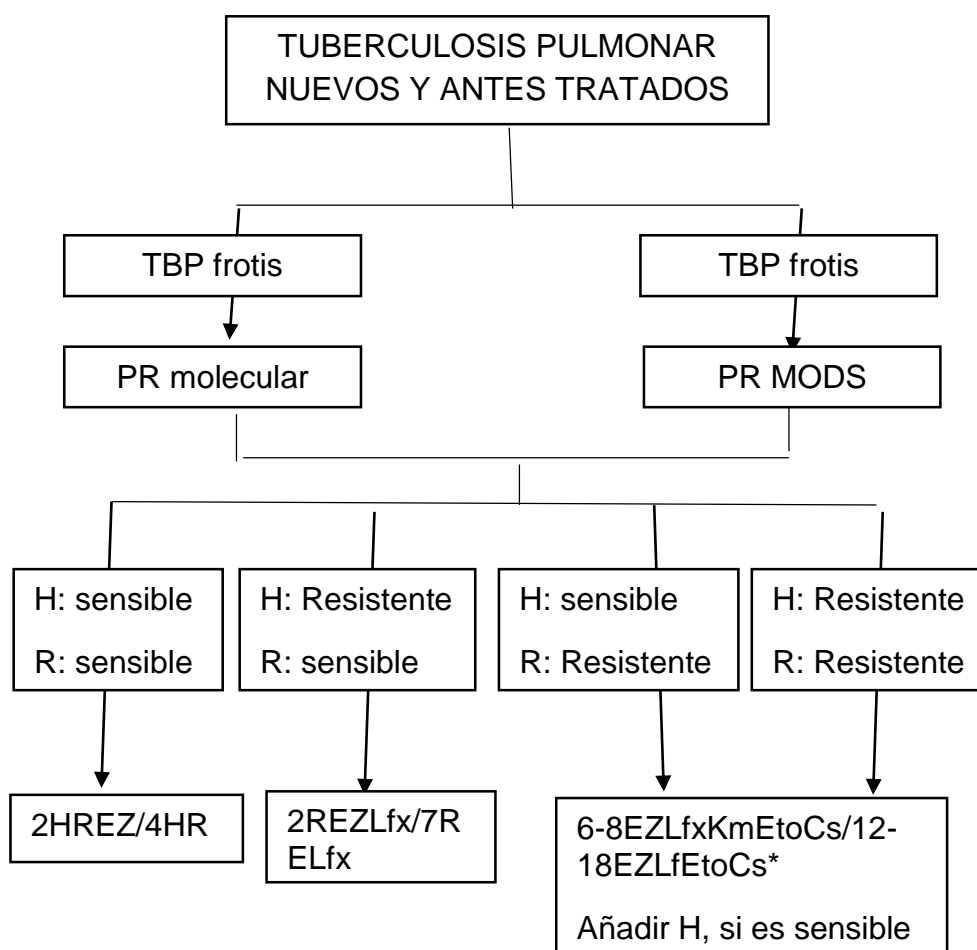 TUBERCULOSIS PULMONAR
NUEVOS Y ANTES TRATADOS
TBP frotis
TBP frotis
PR molecular
PR MODS
H: sensible
R: sensible
H: Resistente
R: sensible
H: sensible
R: Resistente
H: Resistente
R: Resistente
2HREZ/4HR
2REZLfx/7R
ELfx
6-8EZLfxKmEtoCs/12-
18EZLfEtoCs*
Añadir H, si es sensible